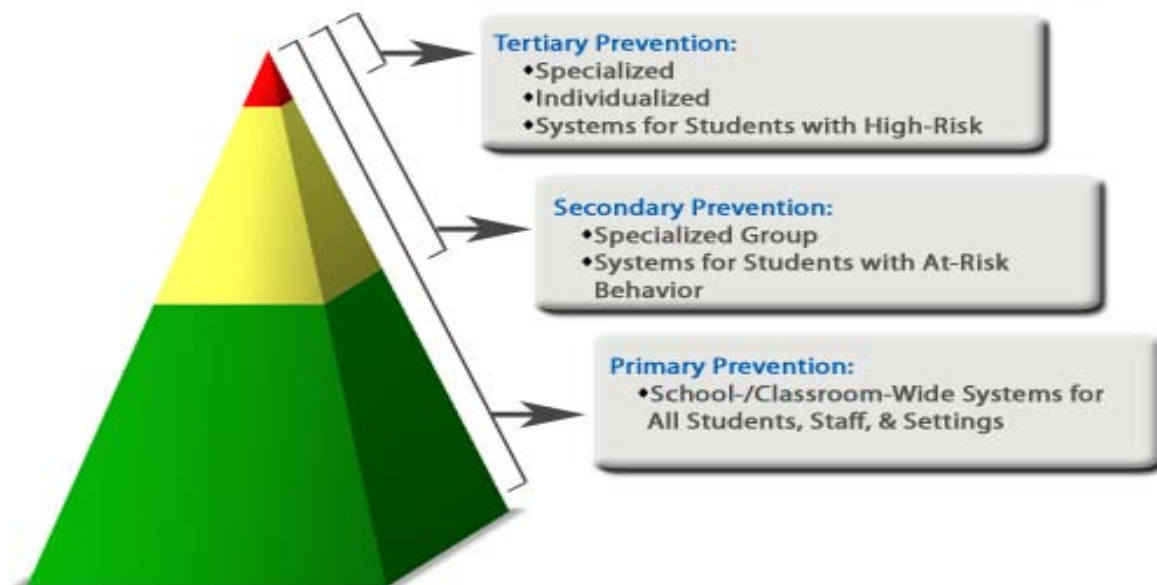 Tertiary Prevention:
•Specialized
•Individualized
•Systems for Students with High-Risk
Secondary Prevention:
•Specialized Group
•Systems for Students with At-Risk
Behavior
Primary Prevention:
•School-/Classroom-Wide Systems for
All Students, Staff, & Settings